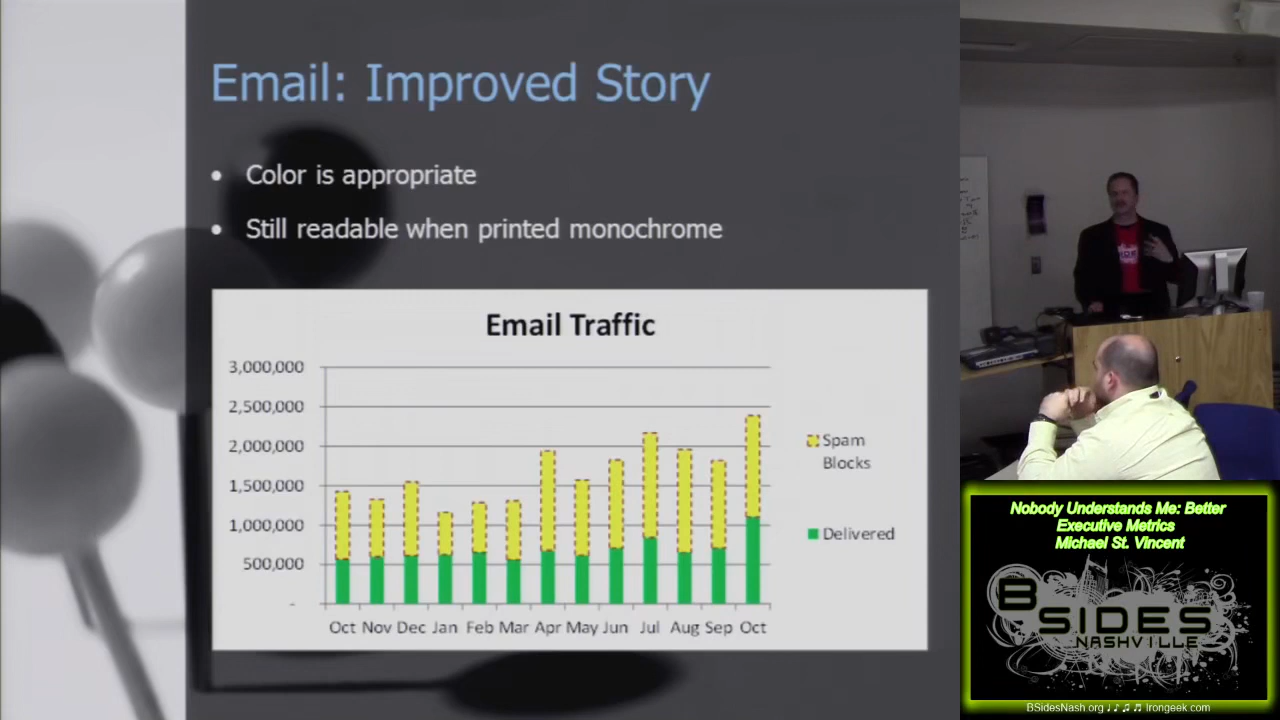 Email: Improved Story
• Color is appropriate
• Still readable when printed monochrome
Email Traffic
3,000,000
2,500,000
2,000,000
1,500,000
1,000,000
500,000
-
Oct Nov Dec Jan Feb Mar Apr May Jun Jul Aug Sep Oct
Spam
Blocks
Delivered
Nobody Understands Me: Better
Executive Metrics
Michael St. Vincent
BSIDES
NASHVILLE
BSidesNash.org ♩♪♫♬ Irongeek.com